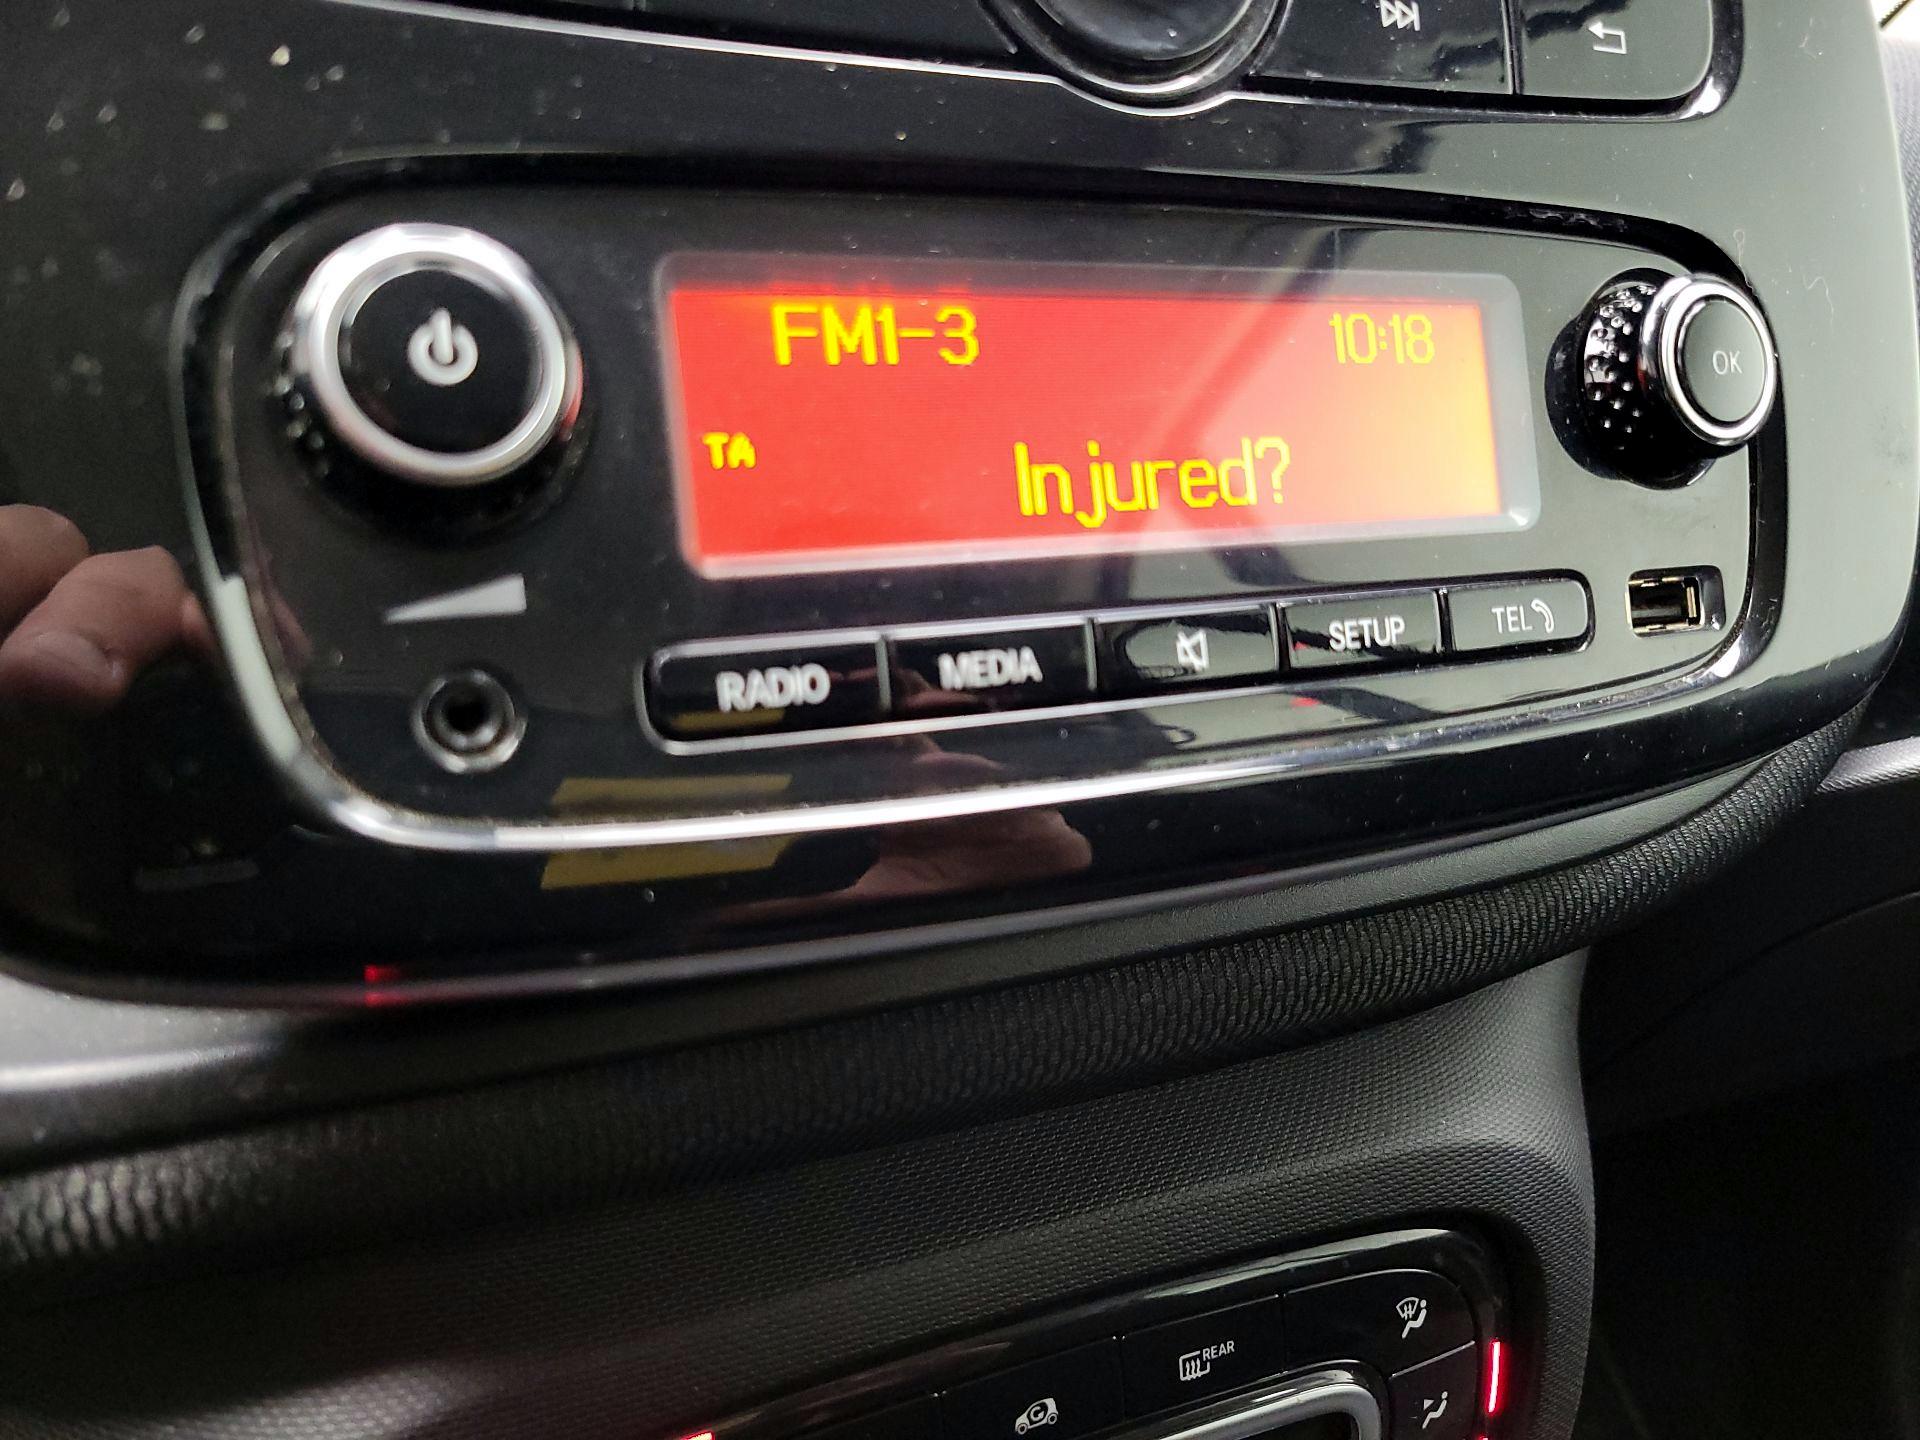 FM1-3 10:18
TA Injured?
OK
RADIO MEDIA SETUP TEL
REAR